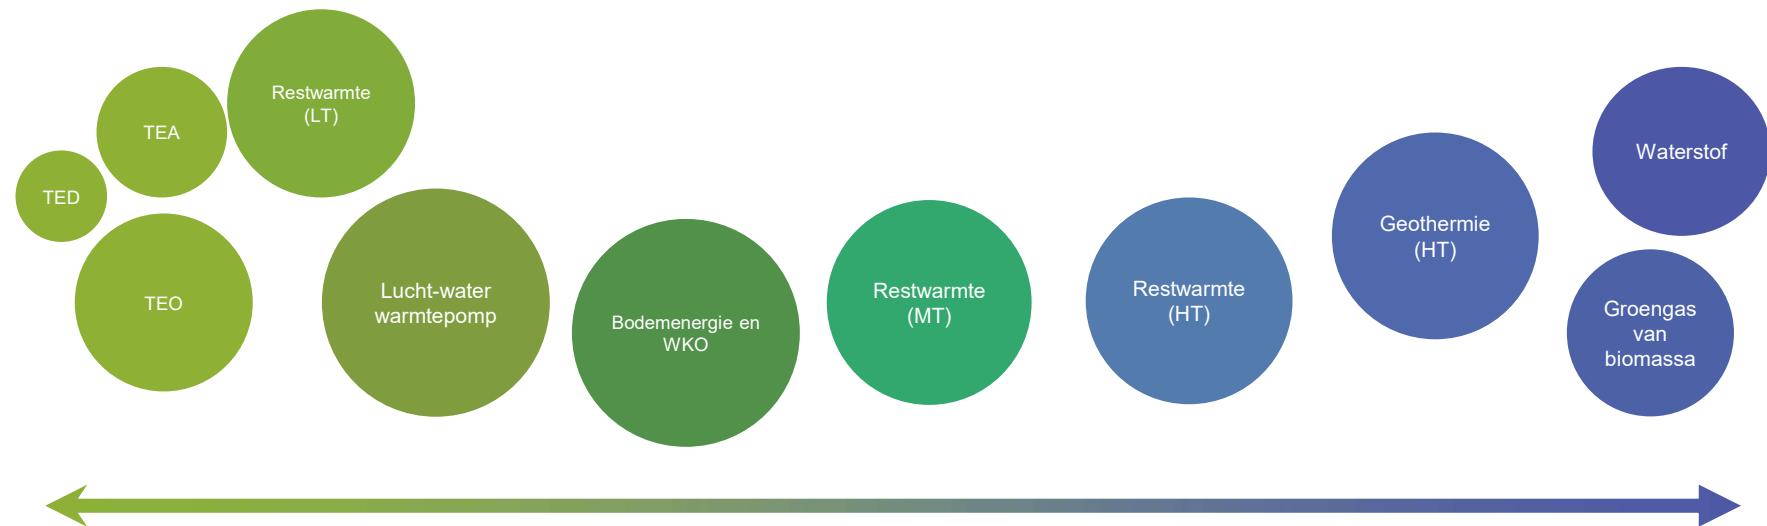 TED
TEA
TEO
Restwarmte
(LT)
Lucht-water
warmtepomp
Bodemenergie en
WKO
Restwarmte
(MT)
Restwarmte
(HT)
Geothermie
(HT)
Waterstof
Groengas
van
biomassa